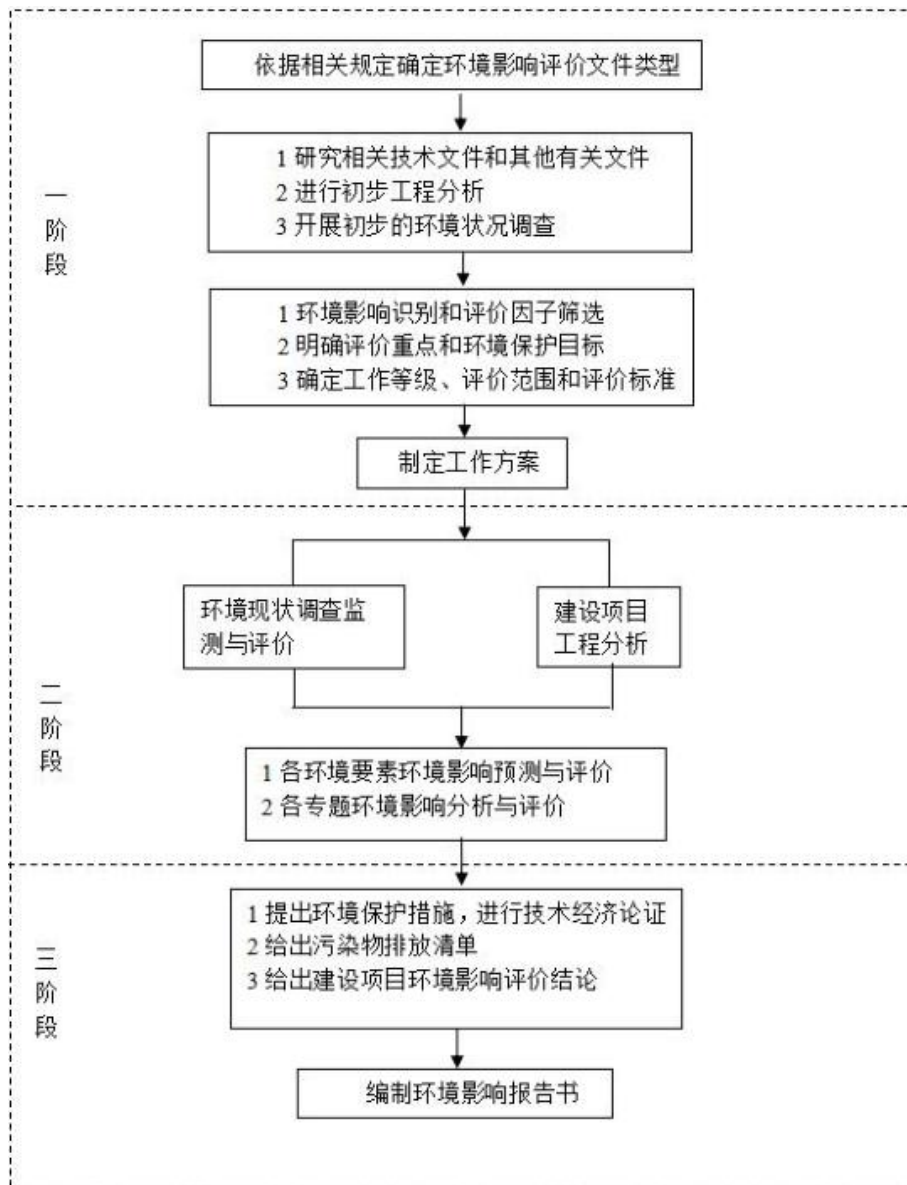 依据相关规定确定环境影响评价文件类型
1 研究相关技术文件和其他有关文件
2 进行初步工程分析
3 开展初步的环境状况调查
一阶段
1 环境影响识别和评价因子筛选
2 明确评价重点和环境保护目标
3 确定工作等级、评价范围和评价标准
制定工作方案
环境现状调查监
测与评价
建设项目
工程分析
二阶段
1 各环境要素环境影响预测与评价
2 各专题环境影响分析与评价
1 提出环境保护措施，进行技术经济论证
2 给出污染物排放清单
3 给出建设项目环境影响评价结论
三阶段
编制环境影响报告书